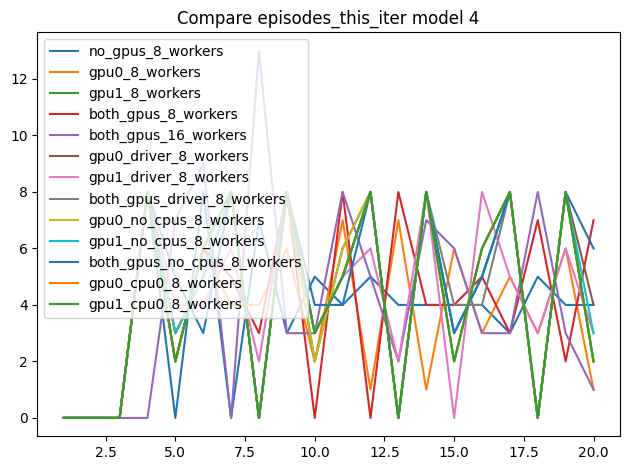 Compare episodes_this_iter model 4
no_gpus_8_workers
gpu0_8_workers
gpu1_8_workers
both_gpus_8_workers
both_gpus_16_workers
gpu0_driver_8_workers
gpu1_driver_8_workers
both_gpus_driver_8_workers
gpu0_no_cpus_8_workers
gpu1_no_cpus_8_workers
both_gpus_no_cpus_8_workers
gpu0_cpu0_8_workers
gpu1_cpu0_8_workers
12
10
8
6
4
2
0
2.5 5.0 7.5 10.0 12.5 15.0 17.5 20.0